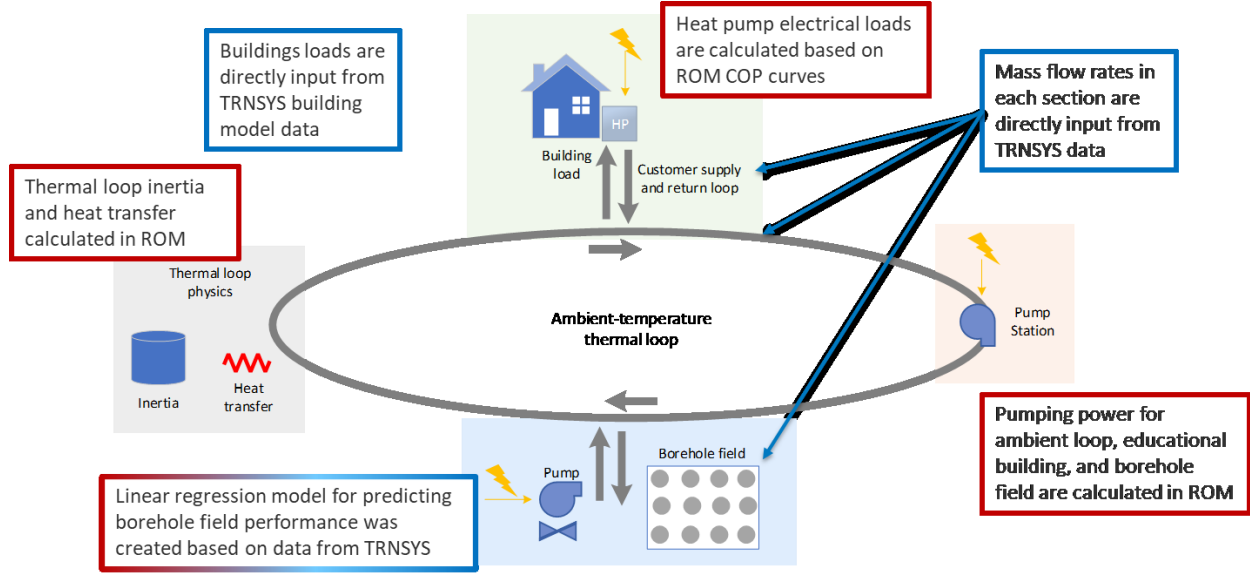 Buildings loads are
directly input from
TRNSYS building
model data
Heat pump electrical loads
are calculated based on
ROM COP curves
Mass flow rates in
each section are
directly input from
TRNSYS data
HP
Building
load
Customer supply
and return loop
Thermal loop inertia
and heat transfer
calculated in ROM
Thermal loop
physics
Inertia
Heat
transfer
Ambient-temperature
thermal loop
Pump
Station
Pumping power for
ambient loop, educational
building, and borehole
field are calculated in ROM
Pump
Borehole field
Linear regression model for predicting
borehole field performance was
created based on data from TRNSYS